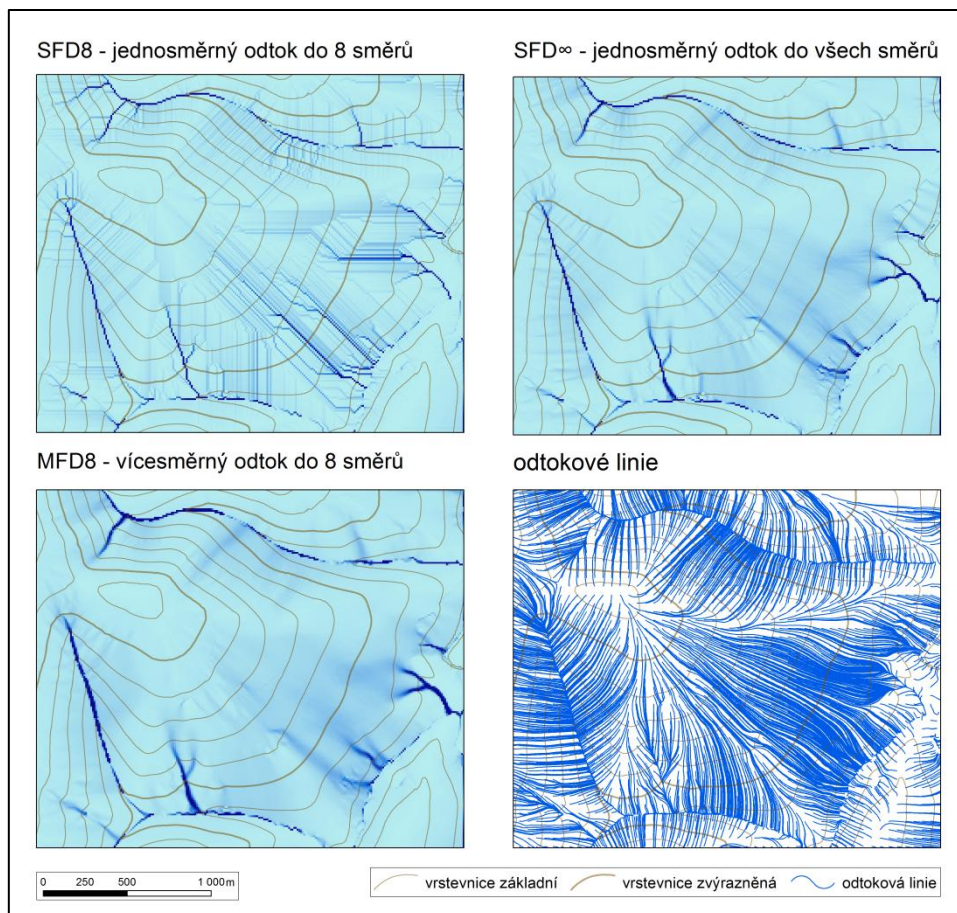 SFD8 - jednosměrný odtok do 8 směrů
SFD∞ - jednosměrný odtok do všech směrů
MFD8 - vícesměrný odtok do 8 směrů
odtokové linie
0 250 500 1 000 m
vrstevnice základní
vrstevnice zvýrazněná
odtoková linie